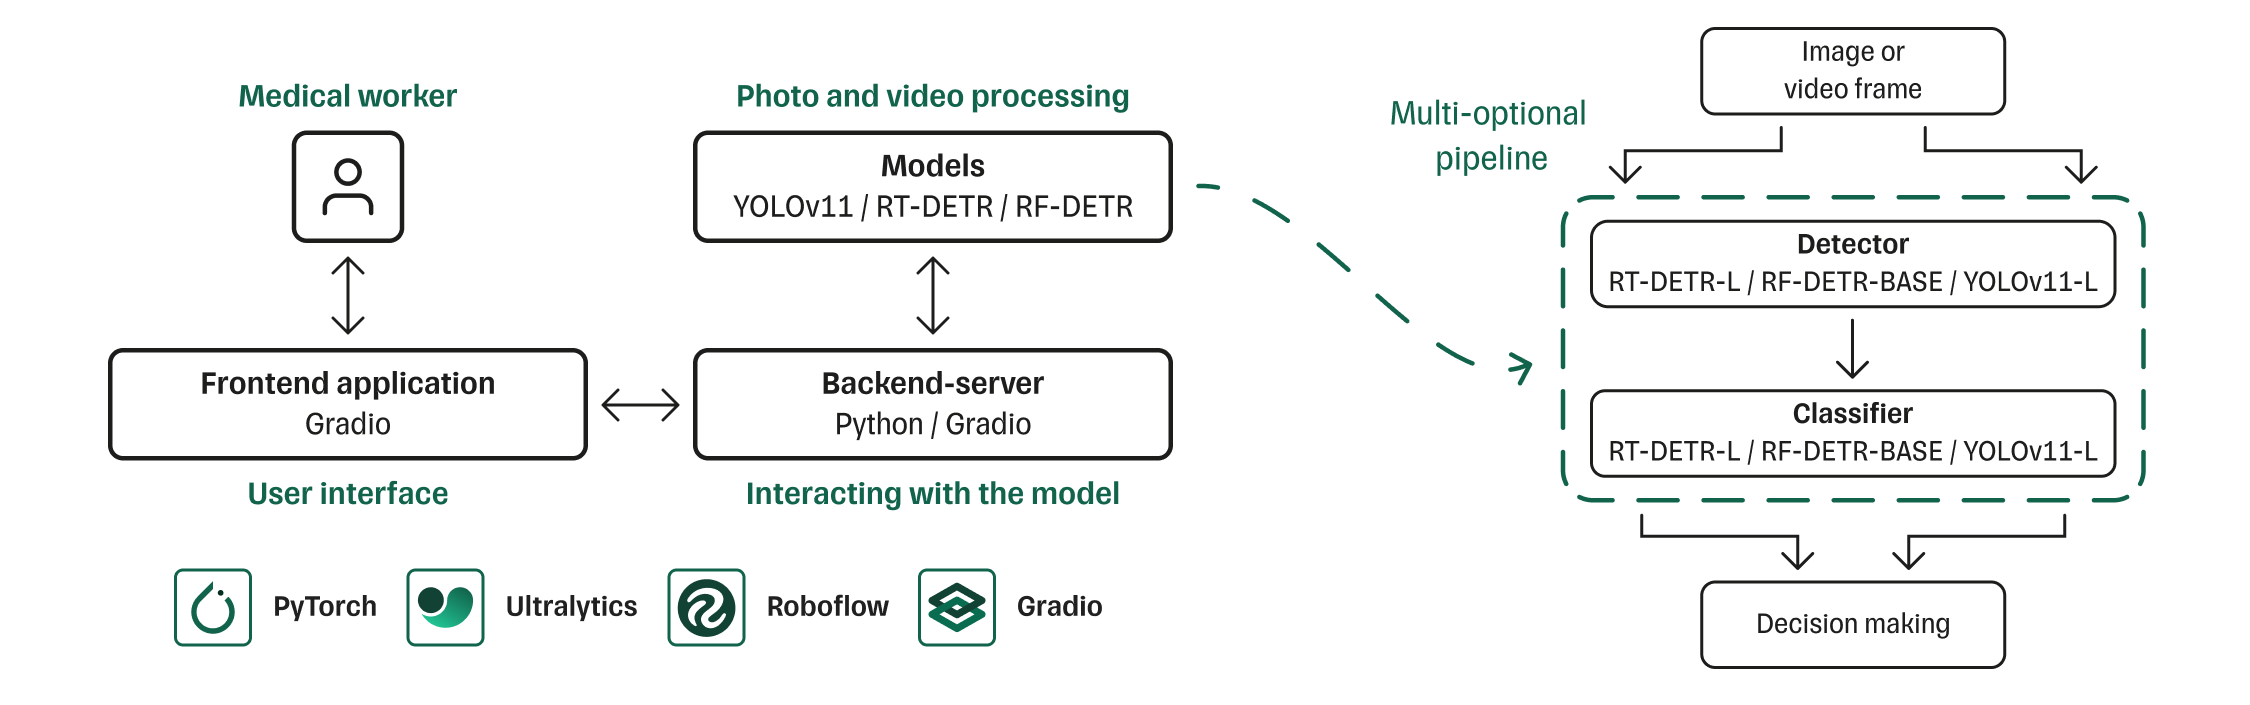 Medical worker
Frontend application
Gradio
User interface
Photo and video processing
Models
YOLOv11 / RT-DETR / RF-DETR
Backend-server
Python / Gradio
Interacting with the model
PyTorch
Ultralytics
Roboflow
Gradio
Multi-optional
pipeline
Image or
video frame
Detector
RT-DETR-L / RF-DETR-BASE / YOLOv11-L
Classifier
RT-DETR-L / RF-DETR-BASE / YOLOv11-L
Decision making